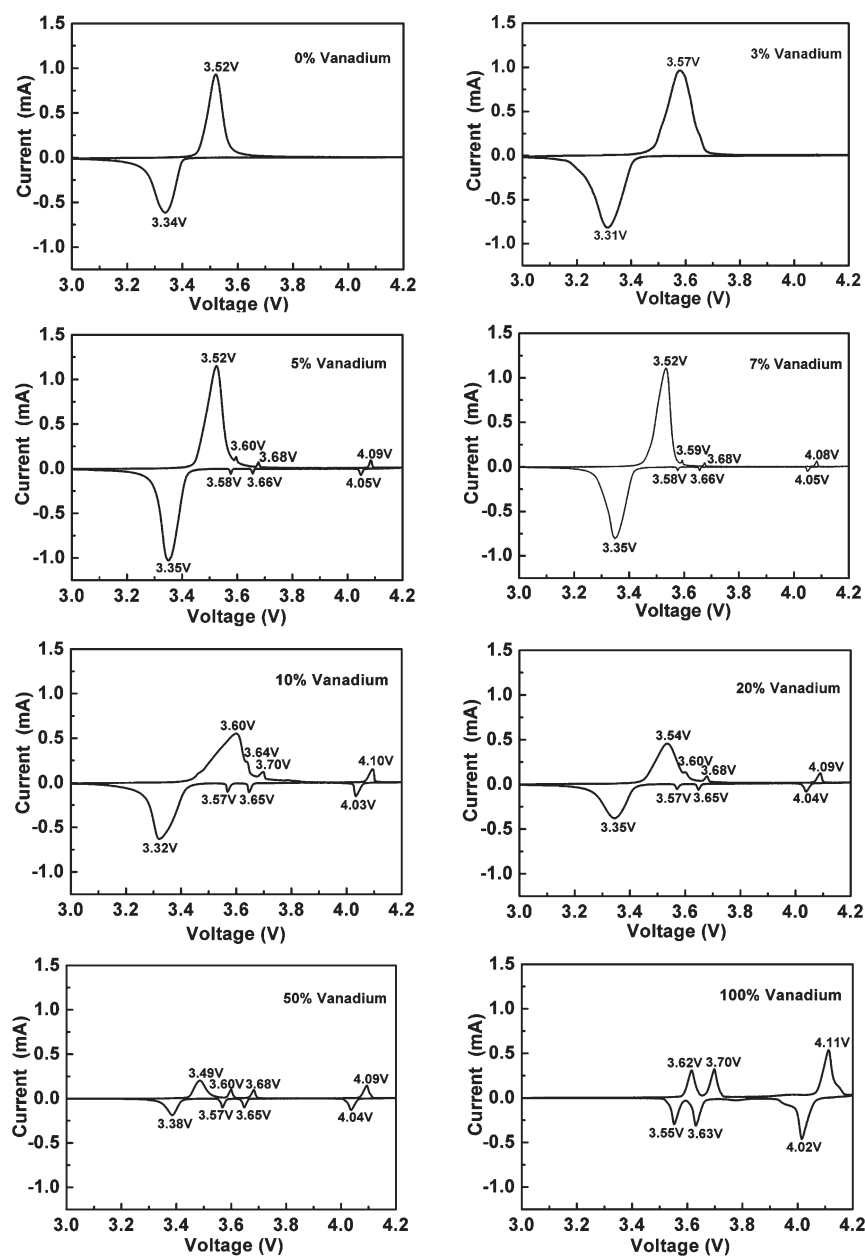 1.5
1.0
0.5
0.0
-0.5
-1.0
Current (mA)
0% Vanadium
3.52V
3.34V
3.0 3.2 3.4 3.6 3.8 4.0 4.2
Voltage (V)
1.5
1.0
0.5
0.0
-0.5
-1.0
Current (mA)
3% Vanadium
3.57V
3.31V
3.0 3.2 3.4 3.6 3.8 4.0 4.2
Voltage (V)
1.5
1.0
0.5
0.0
-0.5
-1.0
Current (mA)
5% Vanadium
3.52V
3.60V
3.68V
4.09V
3.58V 3.66V
4.05V
3.35V
3.0 3.2 3.4 3.6 3.8 4.0 4.2
Voltage (V)
1.5
1.0
0.5
0.0
-0.5
-1.0
Current (mA)
7% Vanadium
3.52V
3.59V
3.68V
4.08V
3.58V 3.66V
4.05V
3.35V
3.0 3.2 3.4 3.6 3.8 4.0 4.2
Voltage (V)
1.5
1.0
0.5
0.0
-0.5
-1.0
Current (mA)
10% Vanadium
3.60V
3.64V
3.70V
4.10V
3.57V 3.65V
4.03V
3.32V
3.0 3.2 3.4 3.6 3.8 4.0 4.2
Voltage (V)
1.5
1.0
0.5
0.0
-0.5
-1.0
Current (mA)
20% Vanadium
3.54V
3.60V
3.68V
4.09V
3.57V 3.65V
4.04V
3.35V
3.0 3.2 3.4 3.6 3.8 4.0 4.2
Voltage (V)
1.5
1.0
0.5
0.0
-0.5
-1.0
Current (mA)
50% Vanadium
3.49V
3.60V 3.68V
4.09V
3.38V
3.57V 3.65V
4.04V
3.0 3.2 3.4 3.6 3.8 4.0 4.2
Voltage (V)
1.5
1.0
0.5
0.0
-0.5
-1.0
Current (mA)
100% Vanadium
4.11V
3.62V 3.70V
3.55V 3.63V
4.02V
3.0 3.2 3.4 3.6 3.8 4.0 4.2
Voltage (V)